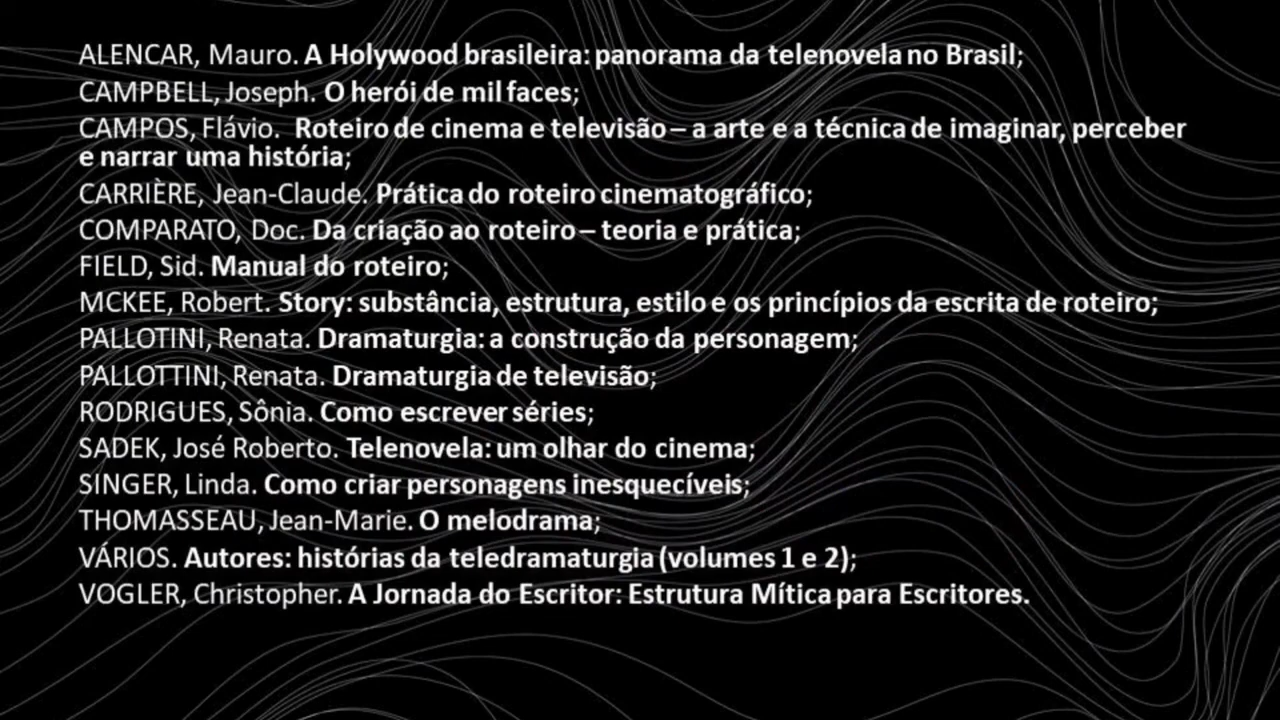 ALENCAR, Mauro. A Holywood brasileira: panorama da telenovela no Brasil;
CAMPBELL, Joseph. O herói de mil faces;
CAMPOS, Flávio. Roteiro de cinema e televisão – a arte e a técnica de imaginar, perceber
e narrar uma história;
CARRIÈRE, Jean-Claude. Prática do roteiro cinematográfico;
COMPARATO, Doc. Da criação ao roteiro – teoria e prática;
FIELD, Sid. Manual do roteiro;
MCKEE, Robert. Story: substância, estrutura, estilo e os princípios da escrita de roteiro;
PALLOTINI, Renata. Dramaturgia: a construção da personagem;
PALLOTTINI, Renata. Dramaturgia de televisão;
RODRIGUES, Sônia. Como escrever séries;
SADEK, José Roberto. Telenovela: um olhar do cinema;
SINGER, Linda. Como criar personagens inesquecíveis;
THOMASSEAU, Jean-Marie. O melodrama;
VÁRIOS. Autores: histórias da teledramaturgia (volumes 1 e 2);
VOGLER, Christopher. A Jornada do Escritor: Estrutura Mítica para Escritores.